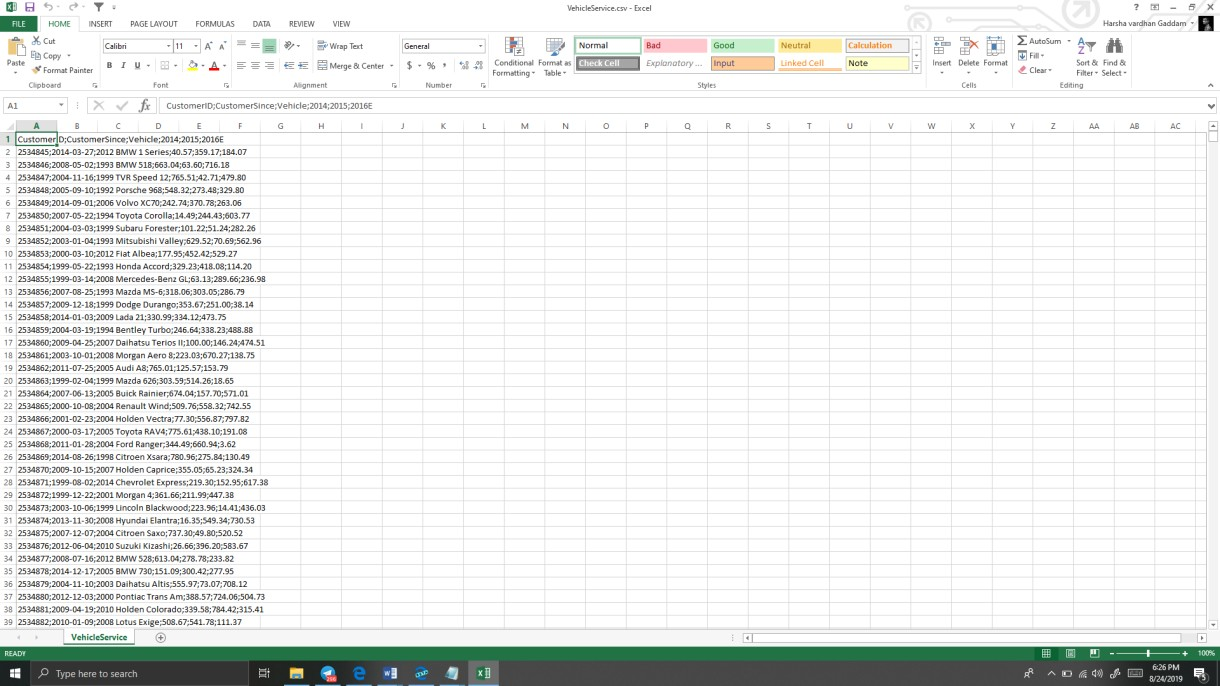 VehicleService.csv - Excel
FILE HOME INSERT PAGE LAYOUT FORMULAS DATA REVIEW VIEW Harsha vardhan Gaddam
Paste Cut Copy Format Painter
Calibri 11 Wrap Text Merge & Center General
Conditional Formatting Format as Table
Normal Bad Good Neutral Calculation
Check Cell Explanatory ... Input Linked Cell Note
Insert Delete Format AutoSum Fill Clear Sort & Filter Find & Select
Clipboard Font Alignment Number Styles Cells Editing
A1 CustomerID;CustomerSince;Vehicle;2014;2015;2016E
A B C D E F G H I J K L M N O P Q R S T U V W X Y Z AA AB AC
1 CustomerID;CustomerSince;Vehicle;2014;2015;2016E
2 2534845;2014-03-27;2012 BMW 1 Series;40.57;359.17;184.07
3 2534846;2008-05-02;1993 BMW 518;663.04;63.60;716.18
4 2534847;2004-11-16;1999 TVR Speed 12;765.51;42.71;479.80
5 2534848;2005-09-10;1992 Porsche 968;548.32;273.48;329.80
6 2534849;2014-09-01;2006 Volvo XC70;242.74;370.78;263.06
7 2534850;2007-05-22;1994 Toyota Corolla;14.49;244.43;603.77
8 2534851;2004-03-03;1999 Subaru Forester;101.22;51.24;282.26
9 2534852;2003-01-04;1993 Mitsubishi Valley;629.52;70.69;562.96
10 2534853;2000-03-10;2012 Fiat Albea;177.95;452.42;529.27
11 2534854;1999-05-22;1993 Honda Accord;329.23;418.08;114.20
12 2534855;1999-03-14;2008 Mercedes-Benz GL;63.13;289.66;236.98
13 2534856;2007-08-25;1993 Mazda MS-6;318.06;303.05;286.79
14 2534857;2009-12-18;1999 Dodge Durango;353.67;251.00;38.14
15 2534858;2014-01-03;2009 Lada 21;330.99;334.12;473.75
16 2534859;2004-03-19;1994 Bentley Turbo;246.64;338.23;488.88
17 2534860;2009-04-25;2007 Daihatsu Terios II;100.00;146.24;474.51
18 2534861;2003-10-01;2008 Morgan Aero 8;223.03;670.27;138.75
19 2534862;2011-07-25;2005 Audi A8;765.01;125.57;153.79
20 2534863;1999-02-04;1999 Mazda 626;303.59;514.26;18.65
21 2534864;2007-06-13;2005 Buick Rainier;674.04;157.70;571.01
22 2534865;2000-10-08;2004 Renault Wind;509.76;558.32;742.55
23 2534866;2001-02-23;2004 Holden Vectra;77.30;556.87;797.82
24 2534867;2000-03-17;2005 Toyota RAV4;775.61;438.10;191.08
25 2534868;2011-01-28;2004 Ford Ranger;344.49;660.94;3.62
26 2534869;2014-08-26;1998 Citroen Xsara;780.96;275.84;130.49
27 2534870;2009-10-15;2007 Holden Caprice;355.05;65.23;324.34
28 2534871;1999-08-02;2014 Chevrolet Express;219.30;152.95;617.38
29 2534872;1999-12-22;2001 Morgan 4;361.66;211.99;447.38
30 2534873;2003-10-06;1999 Lincoln Blackwood;223.96;14.41;436.03
31 2534874;2013-11-30;2008 Hyundai Elantra;16.35;549.34;730.53
32 2534875;2007-12-07;2004 Citroen Saxo;737.30;49.80;520.52
33 2534876;2012-06-04;2010 Suzuki Kizashi;26.66;396.20;583.67
34 2534877;2008-07-16;2012 BMW 528;613.04;278.78;233.82
35 2534878;2014-12-17;2005 BMW 730;151.09;300.42;277.95
36 2534879;2004-11-10;2003 Daihatsu Altis;555.97;73.07;708.12
37 2534880;2012-12-03;2000 Pontiac Trans Am;388.57;724.06;504.73
38 2534881;2009-04-19;2010 Holden Colorado;339.58;784.42;315.41
39 2534882;2010-01-09;2008 Lotus Exige;508.67;541.78;111.37
VehicleService
READY 100%
Type here to search 6:26 PM
8/24/2019